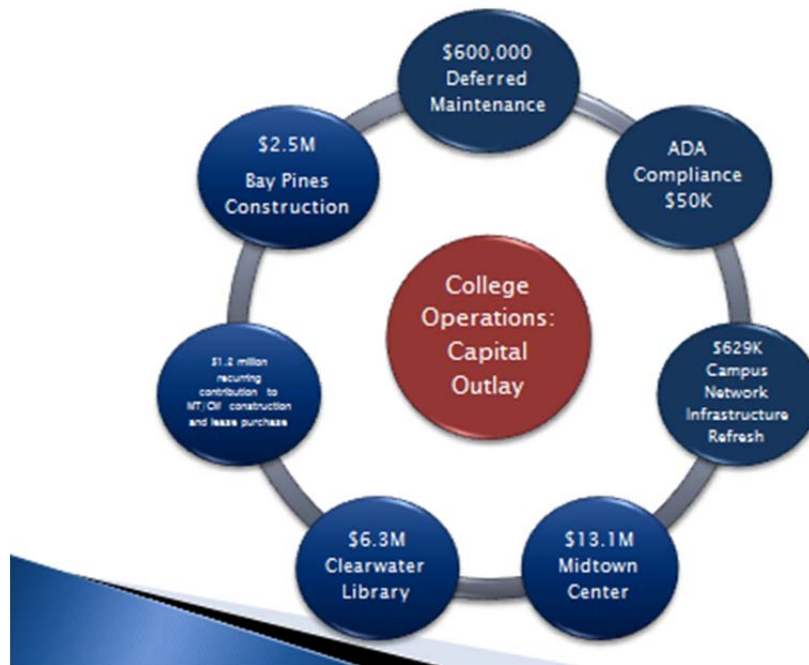 $600,000
Deferred
Maintenance
ADA
Compliance
$50K
$629K
Campus
Network
Infrastructure
Refresh
$13.1M
Midtown
Center
$6.3M
Clearwater
Library
$1.2 million
recurring
contribution to
MT/CW construction
and lease purchase
$2.5M
Bay Pines
Construction
College
Operations:
Capital
Outlay